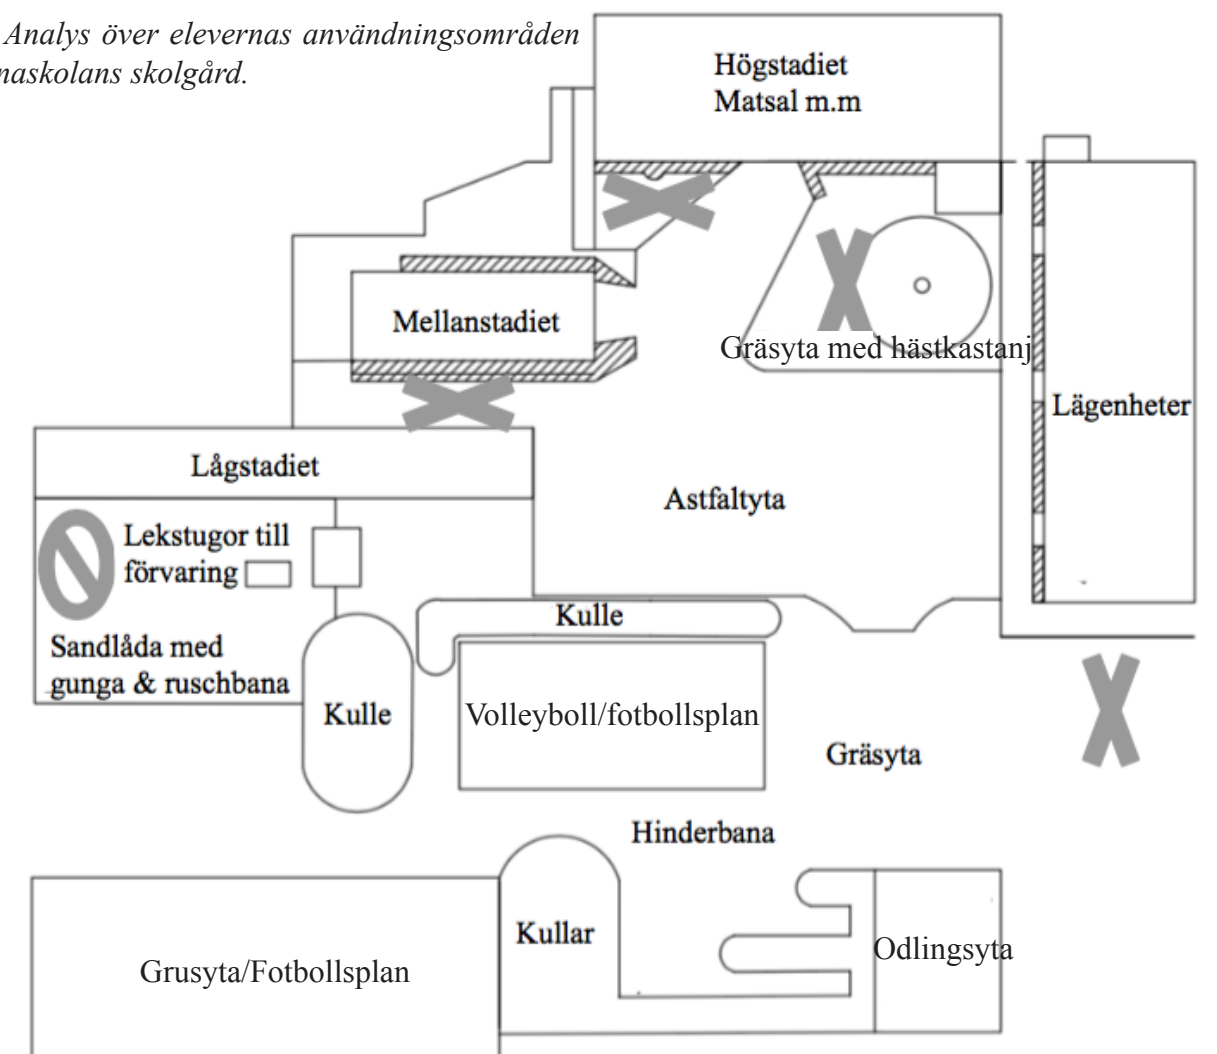 Analys över elevernas användningsområden
naskolans skolgård.
Högstadiet
Matsal m.m
Mellanstadiet
Gräsyta med hästkastanj
Lägenheter
Lågstadiet
Astfaltyta
Lekstugor till
förvaring
Kulle
Sandlåda med
gunga & ruschbana
Kulle
Volleyboll/fotbollsplan
Gräsyta
Hinderbana
Kullar
Odlingsyta
Grusyta/Fotbollsplan